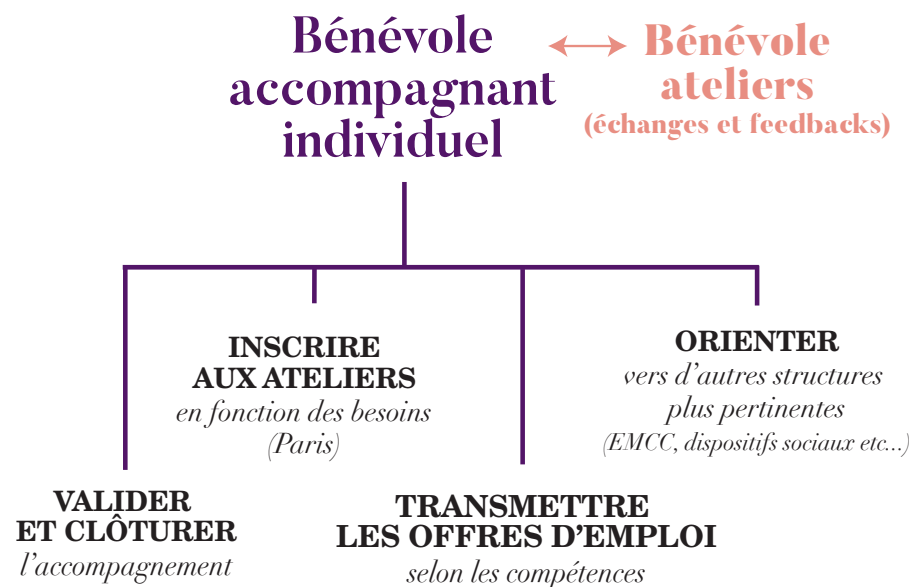 Bénévole
accompagnant
individuel
Bénévole
ateliers
(échanges et feedbacks)
INSCRIRE
AUX ATELIERS
en fonction des besoins
(Paris)
ORIENTER
vers d'autres structures
plus pertinentes
(EMCC, dispositifs sociaux etc...)
VALIDER
ET CLÔTURER
l'accompagnement
TRANSMETTRE
LES OFFRES D'EMPLOI
selon les compétences